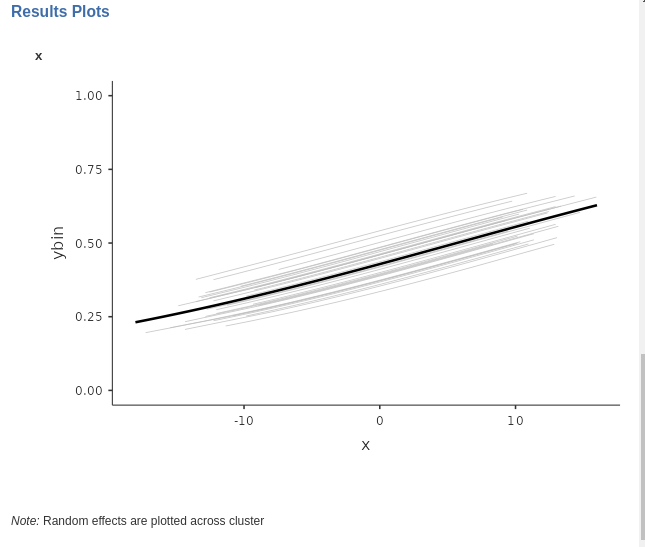 Results Plots
x
1.00
0.75
0.50
0.25
0.00
ybin
-10 0 10
x
Note: Random effects are plotted across cluster